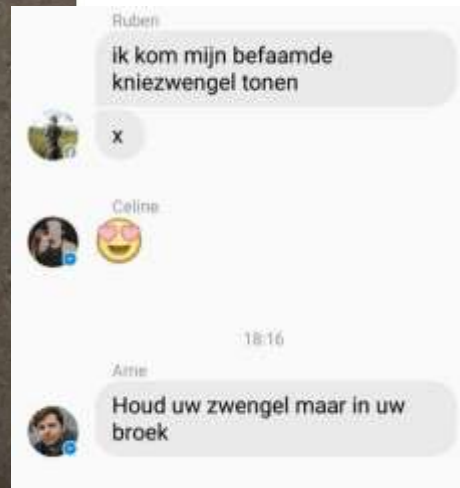 Ruben
ik kom mijn befaamde
kniezwengel tonen
x
Celine
18:16
Arne
Houd uw zwengel maar in uw
broek